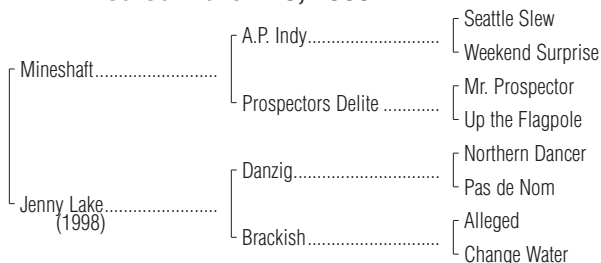 Seattle Slew
A.P. Indy
Weekend Surprise
Mineshaft
Mr. Prospector
Prospectors Delite
Up the Flagpole
Northern Dancer
Danzig
Pas de Nom
Jenny Lake
(1998)
Alleged
Brackish
Change Water